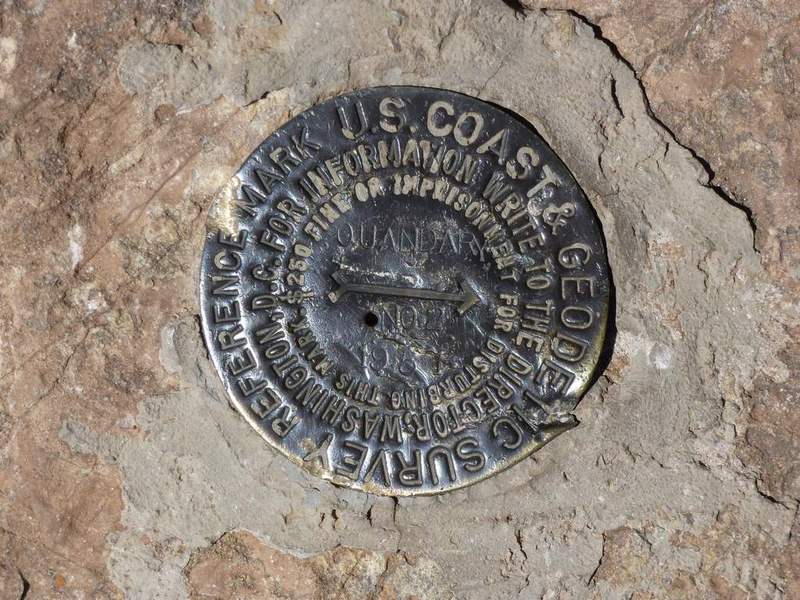 U.S. COAST & GEODETIC SURVEY REFERENCE MARK
FOR INFORMATION WRITE TO THE DIRECTOR, WASHINGTON, D.C.
$250 FINE OR IMPRISONMENT FOR DISTURBING THIS MARK
QUANDARY
NO. 2